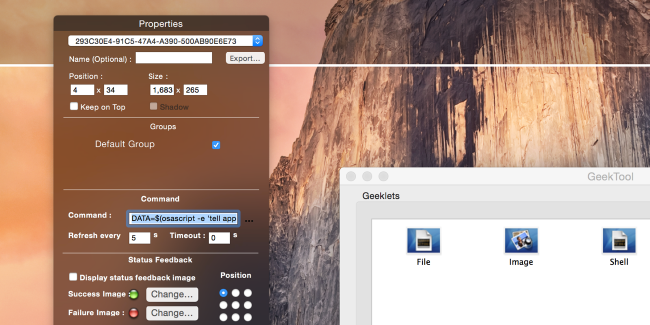 Properties
293C30E4-91C5-47A4-A390-500AB90E6E73
Name (Optional) :
Export...
Position :
Size :
4 x 34
1,683 x 265
Keep on Top
Shadow
Groups
Default Group
Command
Command :
DATA=$(osascript -e 'tell app
...
Refresh every 5 s Timeout : 0 s
Status Feedback
Display status feedback image
Position
Success Image :
Change...
Failure Image :
Change...
GeekTool
Geeklets
File
Image
Shell